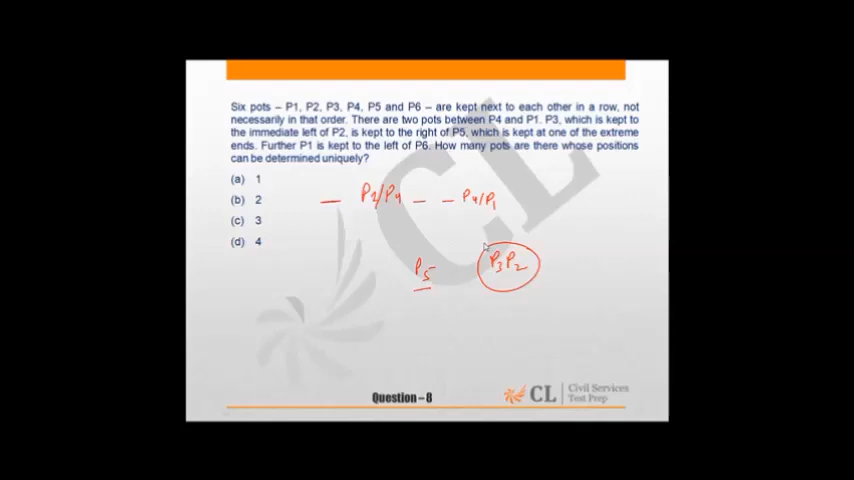 Six pots – P1, P2, P3, P4, P5 and P6 – are kept next to each other in a row, not
necessarily in that order. There are two pots between P4 and P1. P3, which is kept to
the immediate left of P2, is kept to the right of P5, which is kept at one of the extreme
ends. Further P1 is kept to the left of P6. How many pots are there whose positions
can be determined uniquely?
(a) 1
(b) 2
(c) 3
(d) 4
P4 P4/P1
P5
P3 P2
CL
Question – 8
CL Civil Services
Test Prep